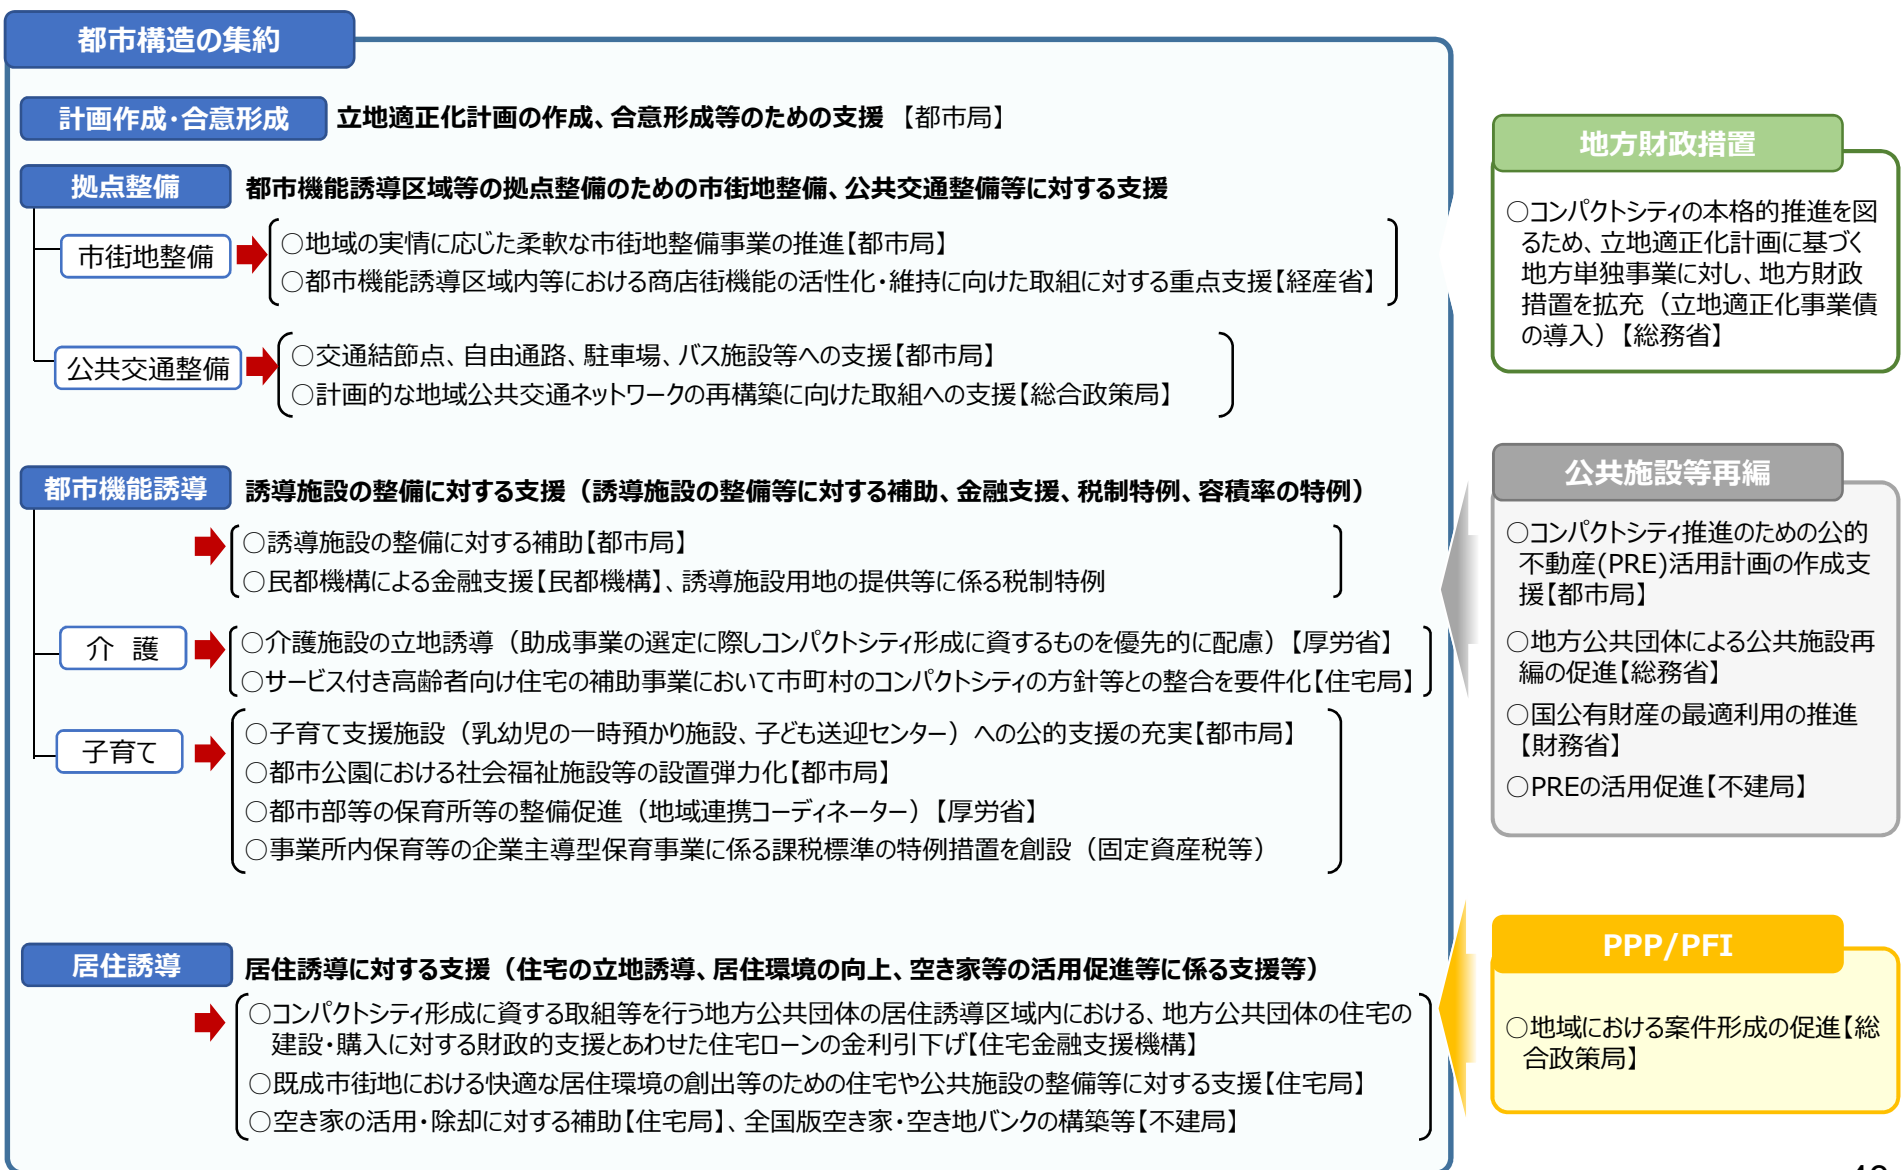 都市構造の集約
計画作成・合意形成
立地適正化計画の作成、合意形成等のための支援 【都市局】
拠点整備
都市機能誘導区域等の拠点整備のための市街地整備、公共交通整備等に対する支援
市街地整備
○地域の実情に応じた柔軟な市街地整備事業の推進【都市局】
○都市機能誘導区域内等における商店街機能の活性化・維持に向けた取組に対する重点支援【経産省】
公共交通整備
○交通結節点、自由通路、駐車場、バス施設等への支援【都市局】
○計画的な地域公共交通ネットワークの再構築に向けた取組への支援【総合政策局】
都市機能誘導
誘導施設の整備に対する支援（誘導施設の整備等に対する補助、金融支援、税制特例、容積率の特例）
○誘導施設の整備に対する補助【都市局】
○民都機構による金融支援【民都機構】、誘導施設用地の提供等に係る税制特例
介 護
○介護施設の立地誘導（助成事業の選定に際しコンパクトシティ形成に資するものを優先的に配慮）【厚労省】
○サービス付き高齢者向け住宅の補助事業において市町村のコンパクトシティの方針等との整合を要件化【住宅局】
子育て
○子育て支援施設（乳幼児の一時預かり施設、子ども送迎センター）への公的支援の充実【都市局】
○都市公園における社会福祉施設等の設置弾力化【都市局】
○都市部等の保育所等の整備促進（地域連携コーディネーター）【厚労省】
○事業所内保育等の企業主導型保育事業に係る課税標準の特例措置を創設（固定資産税等）
居住誘導
居住誘導に対する支援（住宅の立地誘導、居住環境の向上、空き家等の活用促進等に係る支援等）
○コンパクトシティ形成に資する取組等を行う地方公共団体の居住誘導区域内における、地方公共団体の住宅の
建設・購入に対する財政的支援とあわせた住宅ローンの金利引下げ【住宅金融支援機構】
○既成市街地における快適な居住環境の創出等のための住宅や公共施設の整備等に対する支援【住宅局】
○空き家の活用・除却に対する補助【住宅局】、全国版空き家・空き地バンクの構築等【不建局】
地方財政措置
○コンパクトシティの本格的推進を図
るため、立地適正化計画に基づく
地方単独事業に対し、地方財政
措置を拡充（立地適正化事業債
の導入）【総務省】
公共施設等再編
○コンパクトシティ推進のための公的
不動産(PRE)活用計画の作成支
援【都市局】
○地方公共団体による公共施設再
編の促進【総務省】
○国公有財産の最適利用の推進
【財務省】
○PREの活用促進【不建局】
PPP/PFI
○地域における案件形成の促進【総
合政策局】